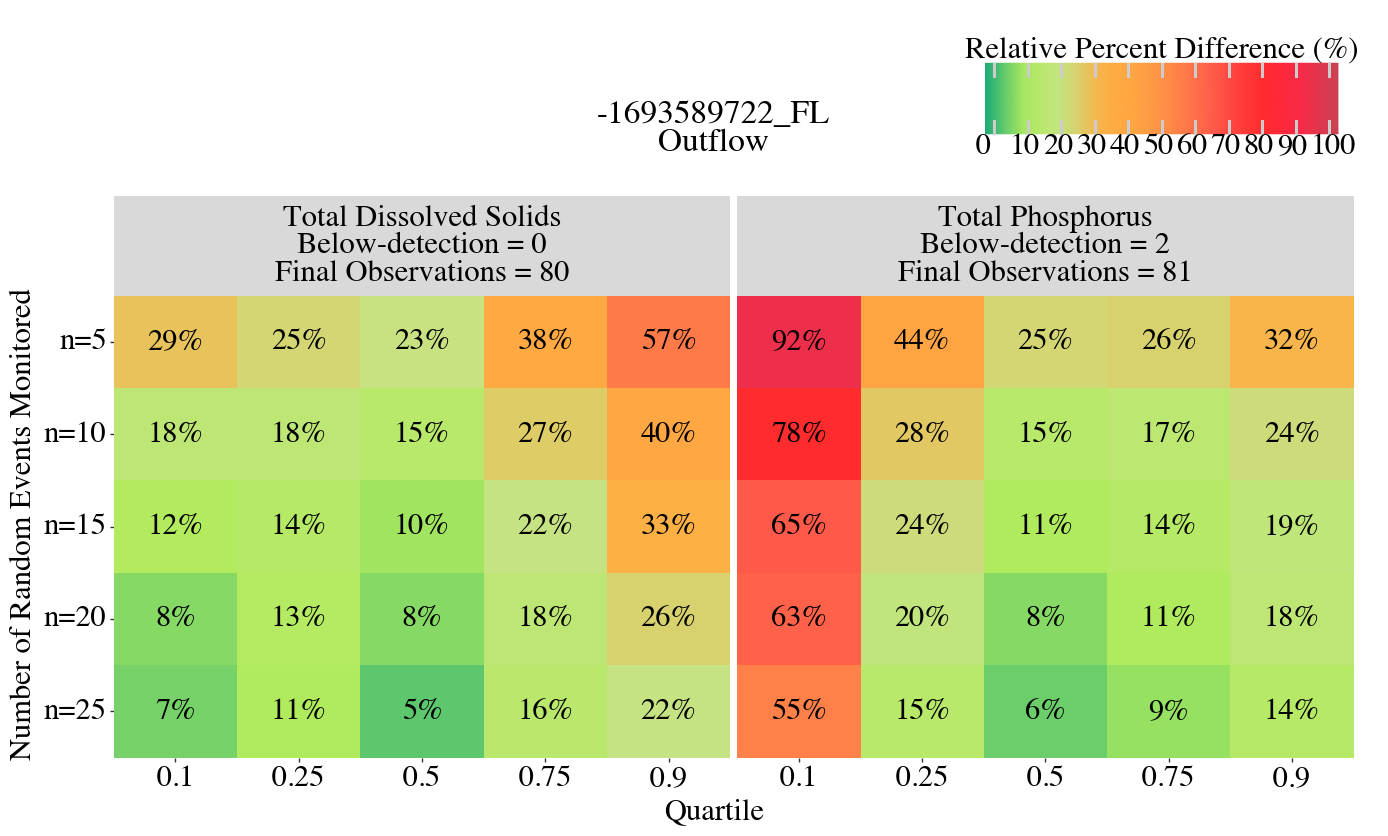 Relative Percent Difference (%)
0 10 20 30 40 50 60 70 80 90 100
-1693589722_FL
Outflow
Total Dissolved Solids
Below-detection = 0
Final Observations = 80
Total Phosphorus
Below-detection = 2
Final Observations = 81
Number of Random Events Monitored
n=5 29% 25% 23% 38% 57% 92% 44% 25% 26% 32%
n=10 18% 18% 15% 27% 40% 78% 28% 15% 17% 24%
n=15 12% 14% 10% 22% 33% 65% 24% 11% 14% 19%
n=20 8% 13% 8% 18% 26% 63% 20% 8% 11% 18%
n=25 7% 11% 5% 16% 22% 55% 15% 6% 9% 14%
0.1 0.25 0.5 0.75 0.9 0.1 0.25 0.5 0.75 0.9
Quartile